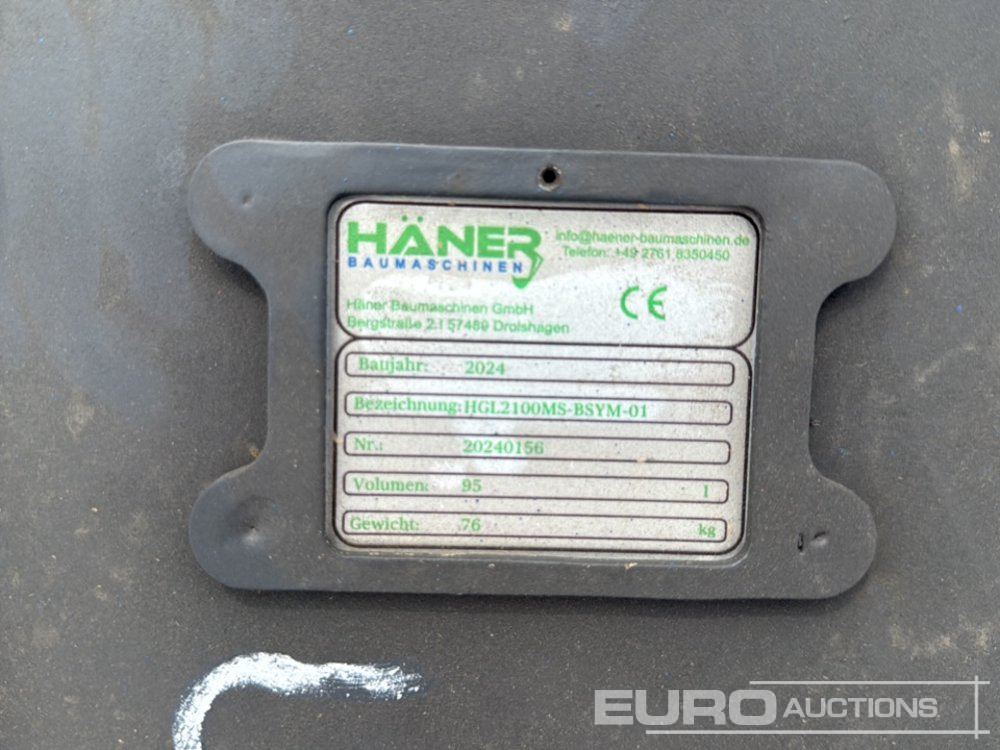 HÄNER
BAUMASCHINEN
info@haener-baumaschinen.de
Telefon: +49 2761 8350450
CE
Häner Baumaschinen GmbH
Bergstraße 2 I 57489 Drolshagen
Baujahr: 2024
Bezeichnung: HGL2100MS-BSYM-01
Nr.: 20240156
Volumen: 95 l
Gewicht: 76 kg
EURO AUCTIONS